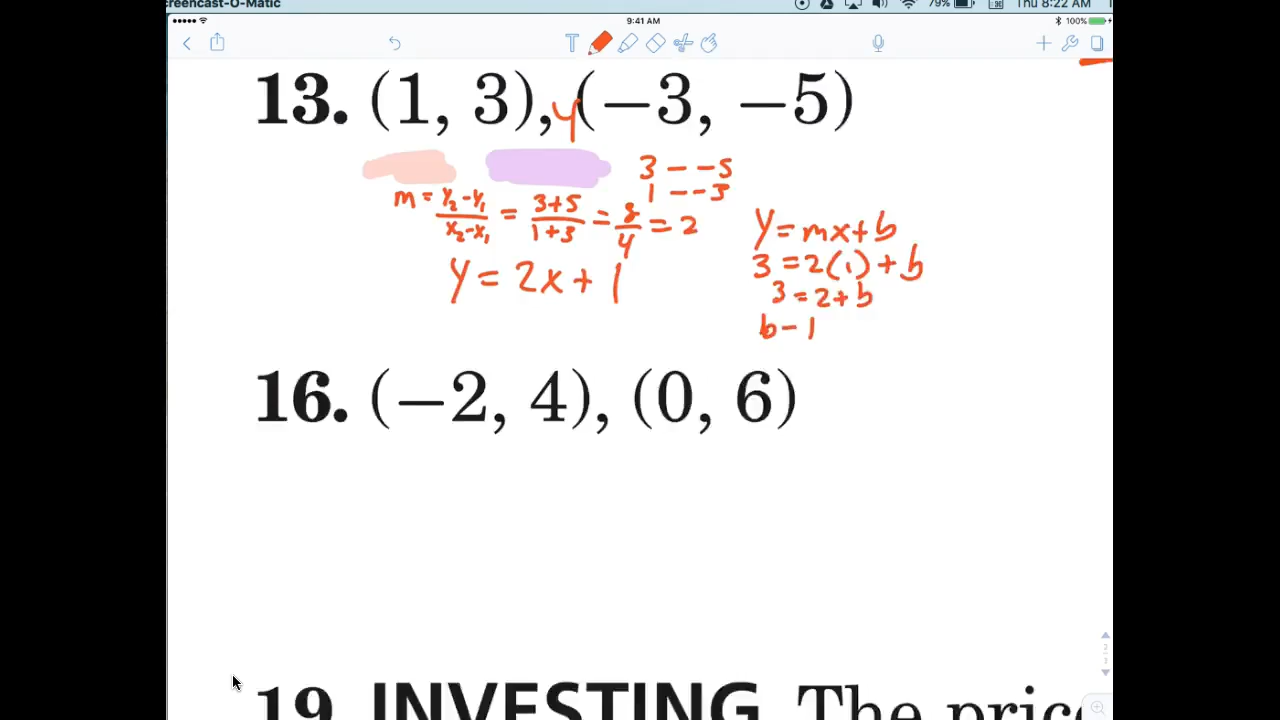 reencast-O-Matic 79% Thu 8:22 AM
9:41 AM 100%
T
13. (1, 3), y (−3, −5)
3 - -5
1 - -3
m = y₂-y₁/x₂-x₁ = 3+5/1+3 = 8/4 = 2
y = mx+b
y = 2x + 1
3 = 2(1) + b
3 = 2 + b
b - 1
16. (−2, 4), (0, 6)
19. INVESTING The price